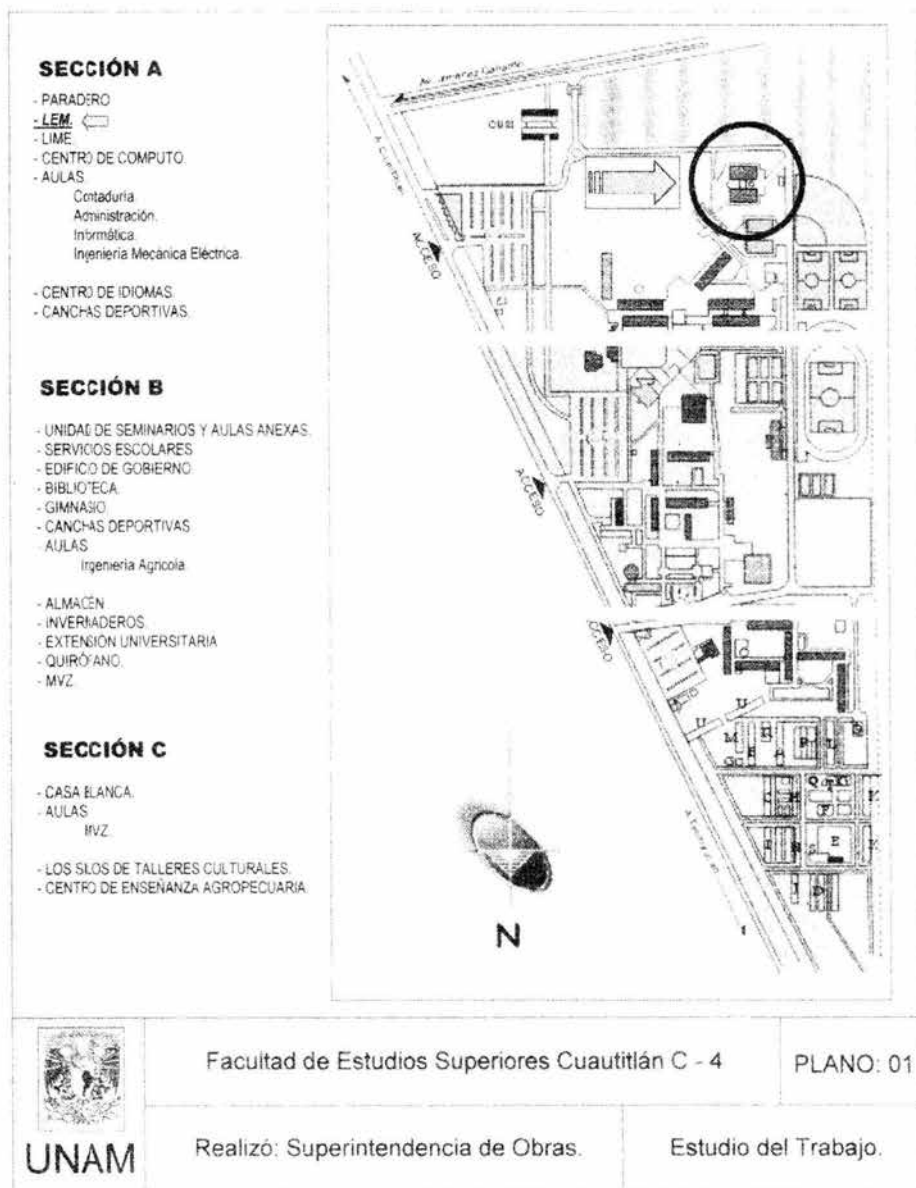 SECCIÓN A
- PARADERO
- LEM.
- LIME
- CENTRO DE COMPUTO.
- AULAS
Contaduria.
Administración.
Informática.
Ingeniería Mecánica Eléctrica.
- CENTRO DE IDIOMAS
- CANCHAS DEPORTIVAS.
SECCIÓN B
- UNIDAD DE SEMINARIOS Y AULAS ANEXAS.
- SERVICIOS ESCOLARES
- EDIFICO DE GOBIERNO
- BIBLIOTECA
- GIMNASIO
- CANCHAS DEPORTIVAS
- AULAS
Ingenieria Agricola
- ALMACÉN
- INVERNADEROS.
- EXTENSIÓN UNIVERSITARIA
- QUIRÓFANO.
- MVZ
SECCIÓN C
- CASA BLANCA.
- AULAS
MVZ
- LOS SILOS DE TALLERES CULTURALES.
- CENTRO DE ENSEÑANZA AGROPECUARIA
ACCESO
ACCESO
ACCESO
U
U
M
N
UNAM
Facultad de Estudios Superiores Cuautitlán C - 4
PLANO: 01
Realizó: Superintendencia de Obras.
Estudio del Trabajo.